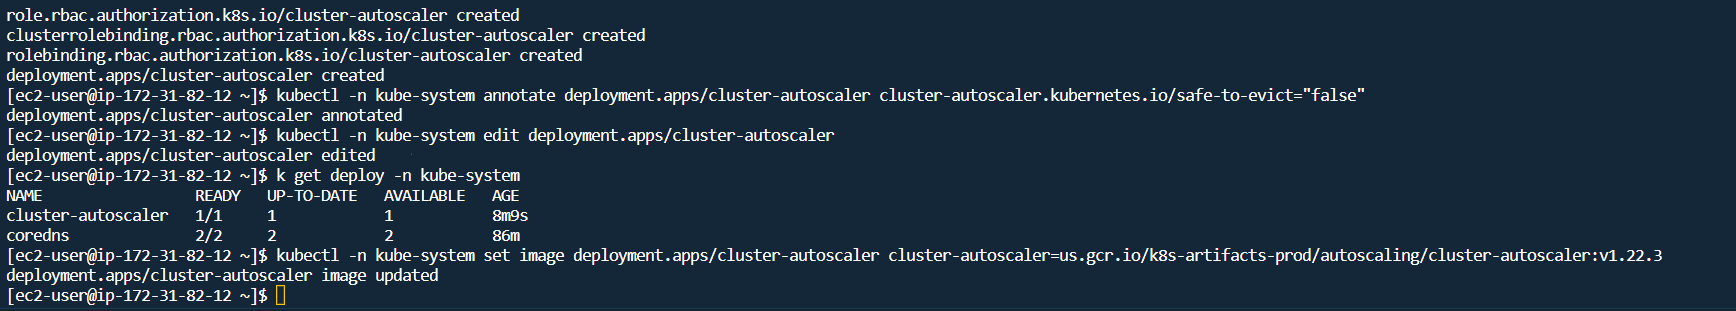 role.rbac.authorization.k8s.io/cluster-autoscaler created
clusterrolebinding.rbac.authorization.k8s.io/cluster-autoscaler created
rolebinding.rbac.authorization.k8s.io/cluster-autoscaler created
deployment.apps/cluster-autoscaler created
[ec2-user@ip-172-31-82-12 ~]$ kubectl -n kube-system annotate deployment.apps/cluster-autoscaler cluster-autoscaler.kubernetes.io/safe-to-evict="false"
deployment.apps/cluster-autoscaler annotated
[ec2-user@ip-172-31-82-12 ~]$ kubectl -n kube-system edit deployment.apps/cluster-autoscaler
deployment.apps/cluster-autoscaler edited
[ec2-user@ip-172-31-82-12 ~]$ k get deploy -n kube-system
NAME                 READY   UP-TO-DATE   AVAILABLE   AGE
cluster-autoscaler   1/1     1            1           8m9s
coredns              2/2     2            2           86m
[ec2-user@ip-172-31-82-12 ~]$ kubectl -n kube-system set image deployment.apps/cluster-autoscaler cluster-autoscaler=us.gcr.io/k8s-artifacts-prod/autoscaling/cluster-autoscaler:v1.22.3
deployment.apps/cluster-autoscaler image updated
[ec2-user@ip-172-31-82-12 ~]$